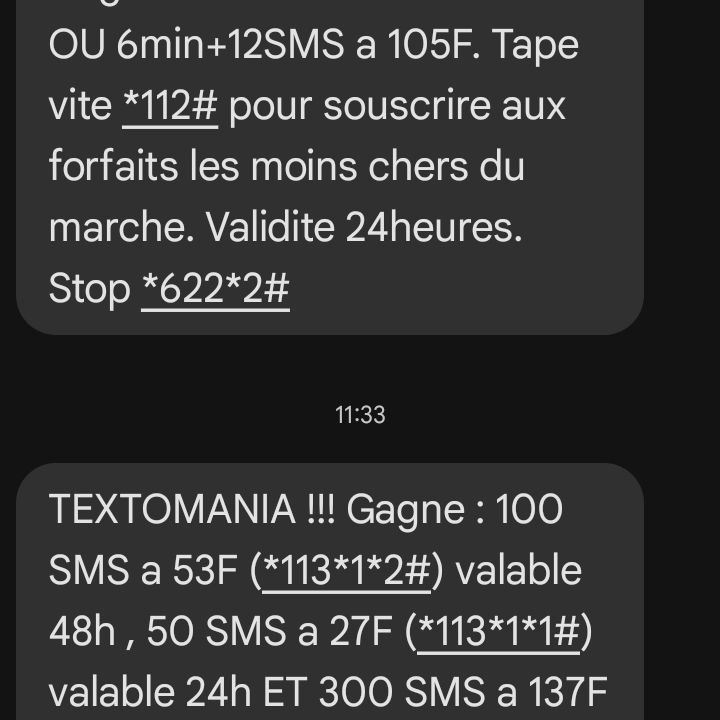 OU 6min+12SMS a 105F. Tape
vite *112# pour souscrire aux
forfaits les moins chers du
marche. Validite 24heures.
Stop *622*2#
11:33
TEXTOMANIA !!! Gagne : 100
SMS a 53F (*113*1*2#) valable
48h , 50 SMS a 27F (*113*1*1#)
valable 24h ET 300 SMS a 137F